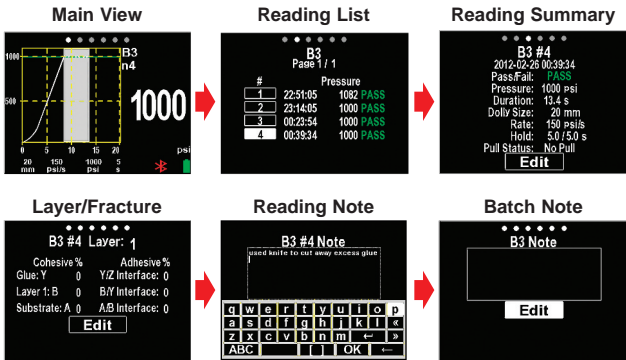 Main View
B3
n4
1000
500
1000
0 5 10 15 20
psi
20 150 1000 5
mm psi/s psi s
Reading List
B3
Page 1 / 1
# Pressure
1 22:51:05 1082 PASS
2 23:14:05 1000 PASS
3 00:23:54 1000 PASS
4 00:39:34 1000 PASS
Reading Summary
B3 #4
2012-02-26 00:39:34
Pass/Fail: PASS
Pressure: 1000 psi
Duration: 13.4 s
Dolly Size: 20 mm
Rate: 150 psi/s
Hold: 5.0 / 5.0 s
Pull Status: No Pull
Edit
Layer/Fracture
B3 #4 Layer: 1
Cohesive % Adhesive %
Glue: Y 0 Y/Z Interface: 0
Layer 1: B 0 B/Y Interface: 0
Substrate: A 0 A/B Interface: 0
Edit
Reading Note
B3 #4 Note
used knife to cut away excess glue
q w e r t y u i o p
a s d f g h j k l «
z x c v b n m ↩ »
ABC [ ] OK ←
Batch Note
B3 Note
Edit